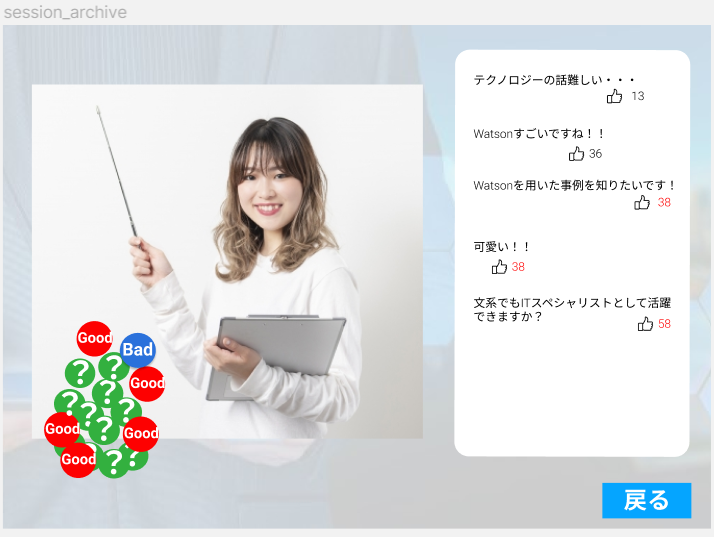 session_archive
テクノロジーの話難しい・・・
13
Watsonすごいですね！！
36
Watsonを用いた事例を知りたいです！
38
可愛い！！
38
文系でもITスペシャリストとして活躍
できますか？
58
Good
Bad
?
?
Good
?
?
?
?
Good
?
Good
?
Good
?
?
?
戻る